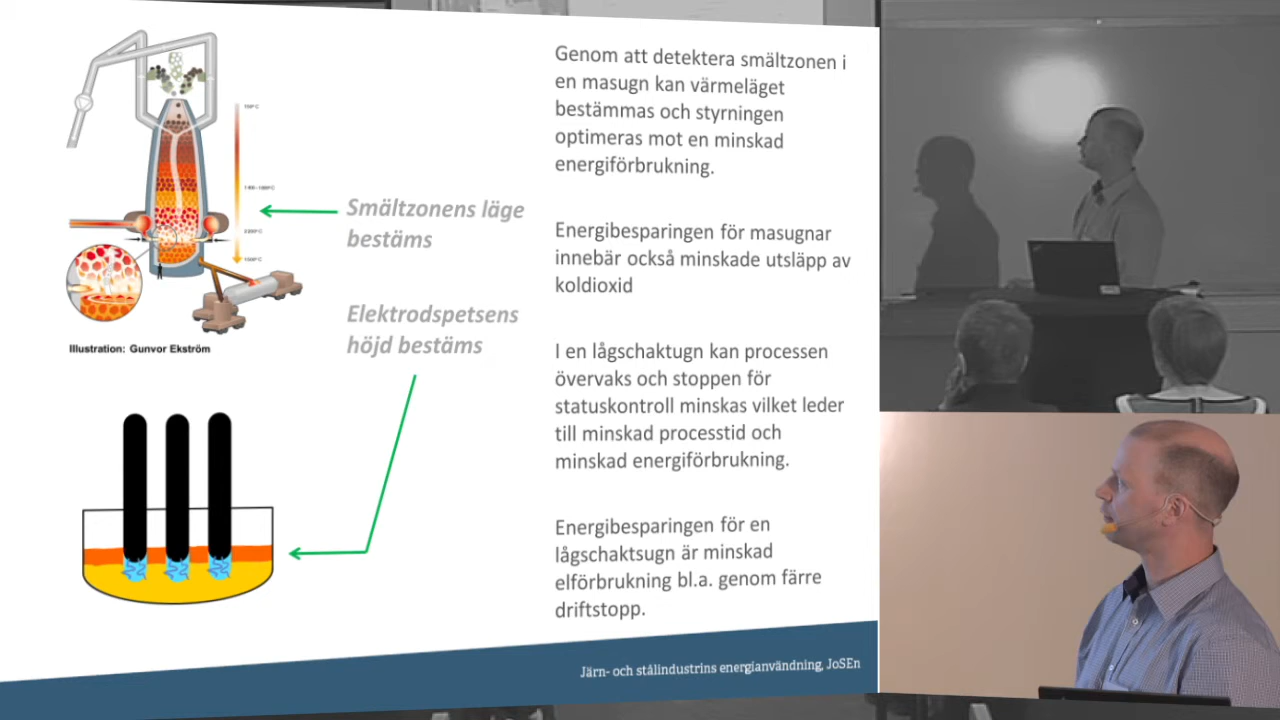 Genom att detektera smältzonen i
en masugn kan värmeläget
bestämmas och styrningen
optimeras mot en minskad
energiförbrukning.
Smältzonens läge
bestäms
Energibesparingen för masugnar
innebär också minskade utsläpp av
koldioxid
Elektrodspetsens
höjd bestäms
Illustration: Gunvor Ekström
I en lågschaktugn kan processen
övervaks och stoppen för
statuskontroll minskas vilket leder
till minskad processtid och
minskad energiförbrukning.
Energibesparingen för en
lågschaktsugn är minskad
elförbrukning bl.a. genom färre
driftstopp.
Järn- och stålindustrins energianvändning, JoSEn